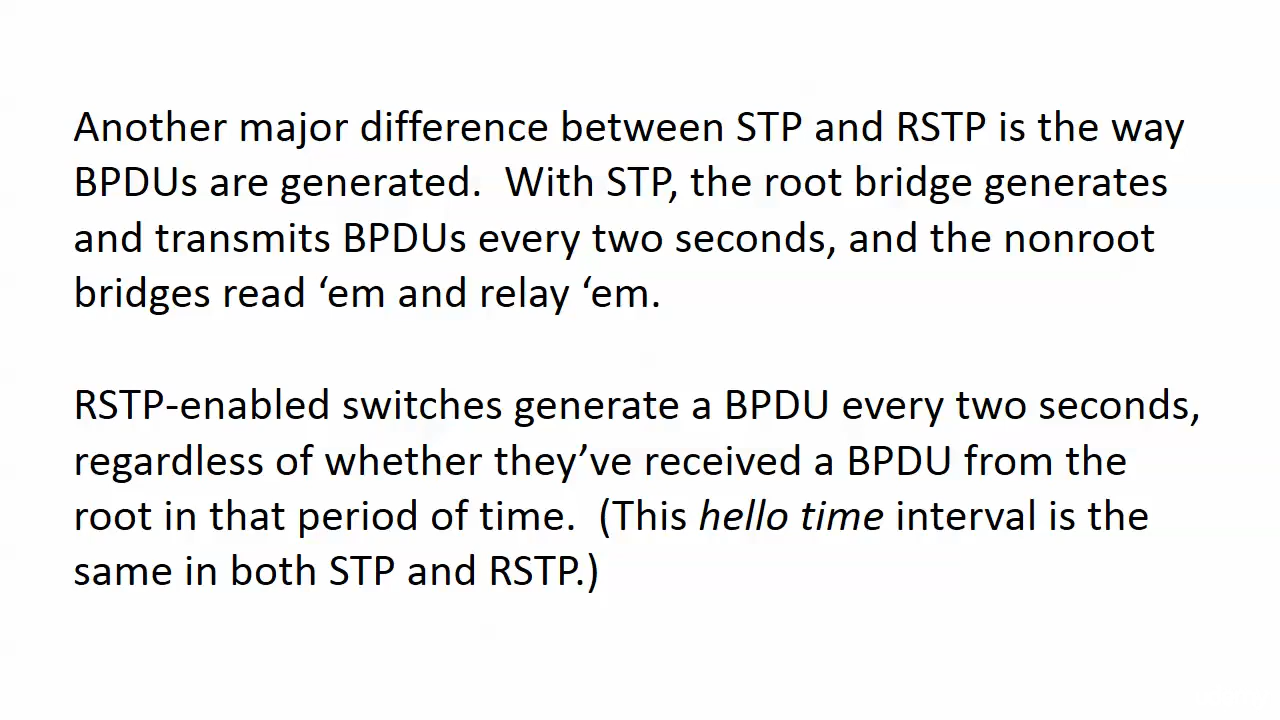 Another major difference between STP and RSTP is the way
BPDUs are generated.  With STP, the root bridge generates
and transmits BPDUs every two seconds, and the nonroot
bridges read ‘em and relay ‘em.
RSTP-enabled switches generate a BPDU every two seconds,
regardless of whether they’ve received a BPDU from the
root in that period of time.  (This hello time interval is the
same in both STP and RSTP.)